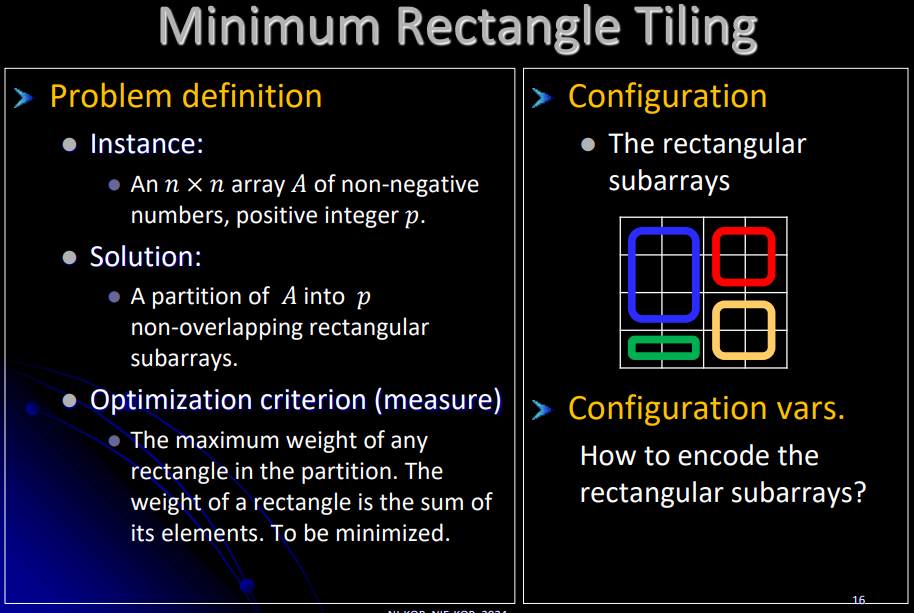 Minimum Rectangle Tiling
Problem definition
Instance:
An n × n array A of non-negative
numbers, positive integer p.
Solution:
A partition of A into p
non-overlapping rectangular
subarrays.
Optimization criterion (measure)
The maximum weight of any
rectangle in the partition. The
weight of a rectangle is the sum of
its elements. To be minimized.
Configuration
The rectangular
subarrays
Configuration vars.
How to encode the
rectangular subarrays?
16